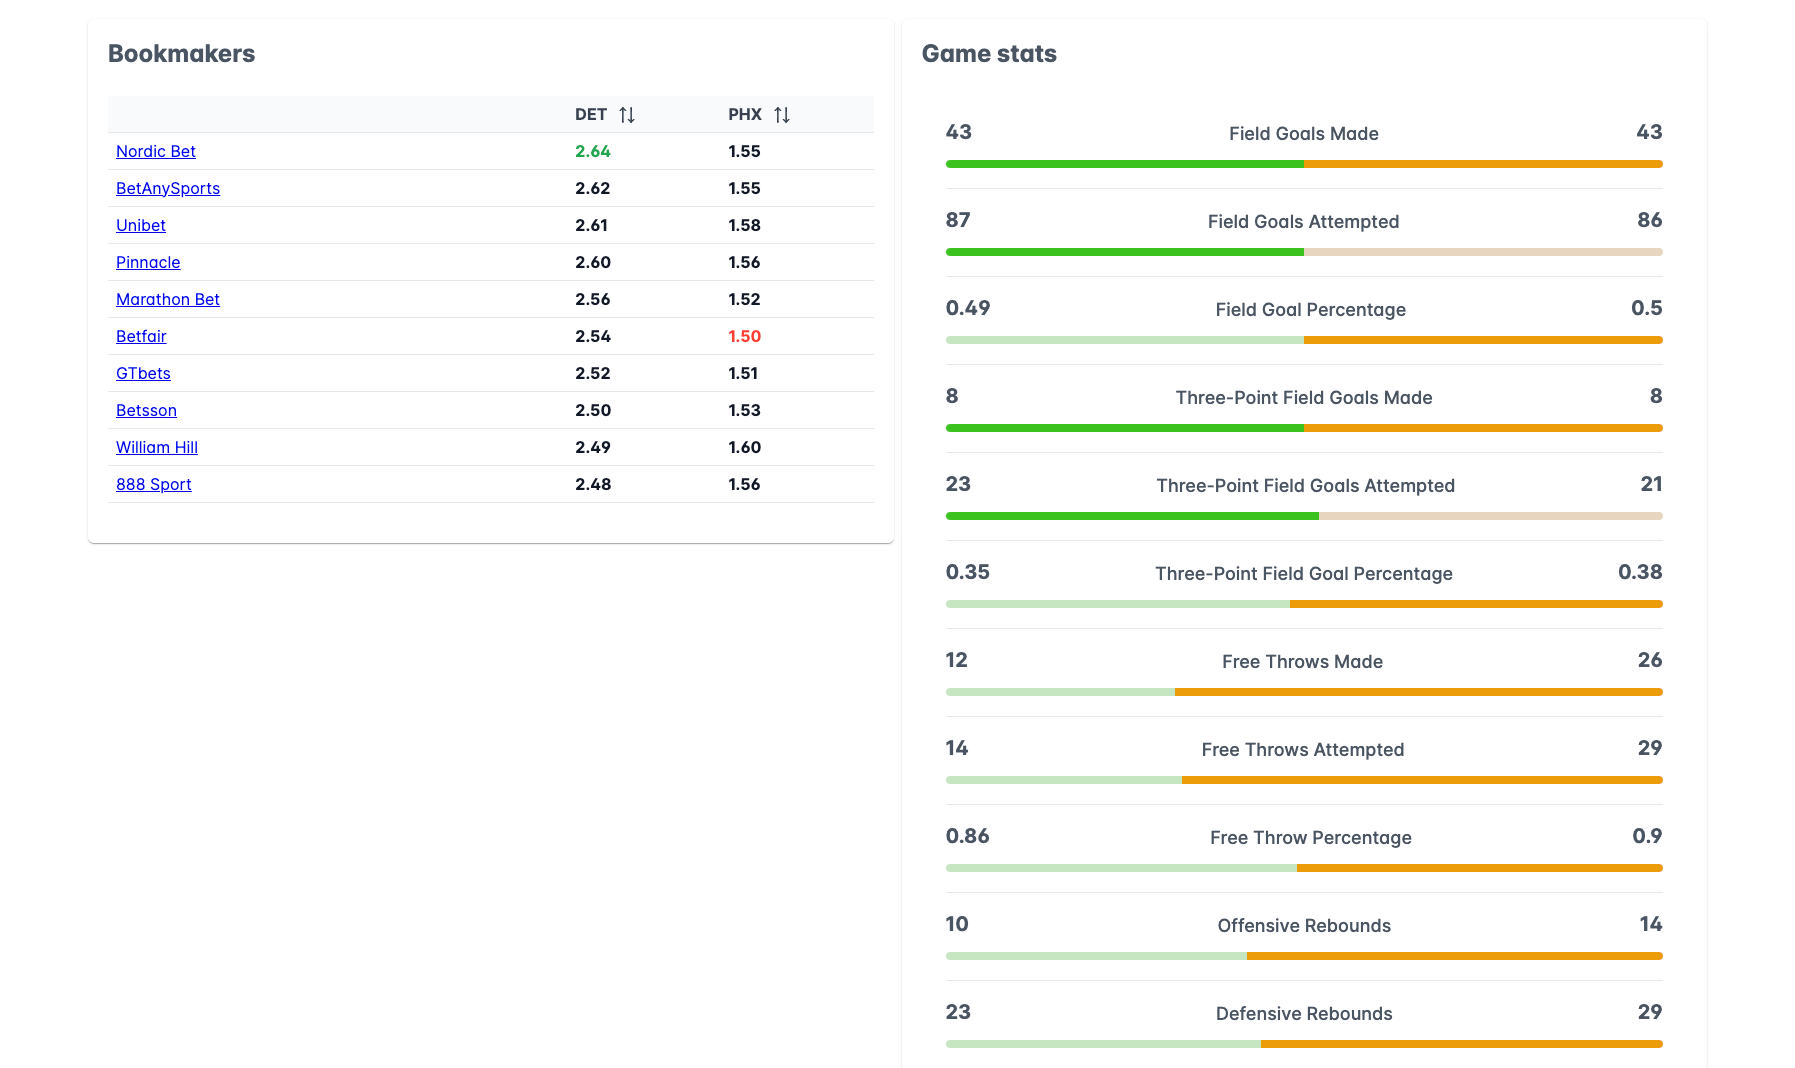 Bookmakers
DET PHX
Nordic Bet 2.64 1.55
BetAnySports 2.62 1.55
Unibet 2.61 1.58
Pinnacle 2.60 1.56
Marathon Bet 2.56 1.52
Betfair 2.54 1.50
GTbets 2.52 1.51
Betsson 2.50 1.53
William Hill 2.49 1.60
888 Sport 2.48 1.56
Game stats
43 Field Goals Made 43
87 Field Goals Attempted 86
0.49 Field Goal Percentage 0.5
8 Three-Point Field Goals Made 8
23 Three-Point Field Goals Attempted 21
0.35 Three-Point Field Goal Percentage 0.38
12 Free Throws Made 26
14 Free Throws Attempted 29
0.86 Free Throw Percentage 0.9
10 Offensive Rebounds 14
23 Defensive Rebounds 29